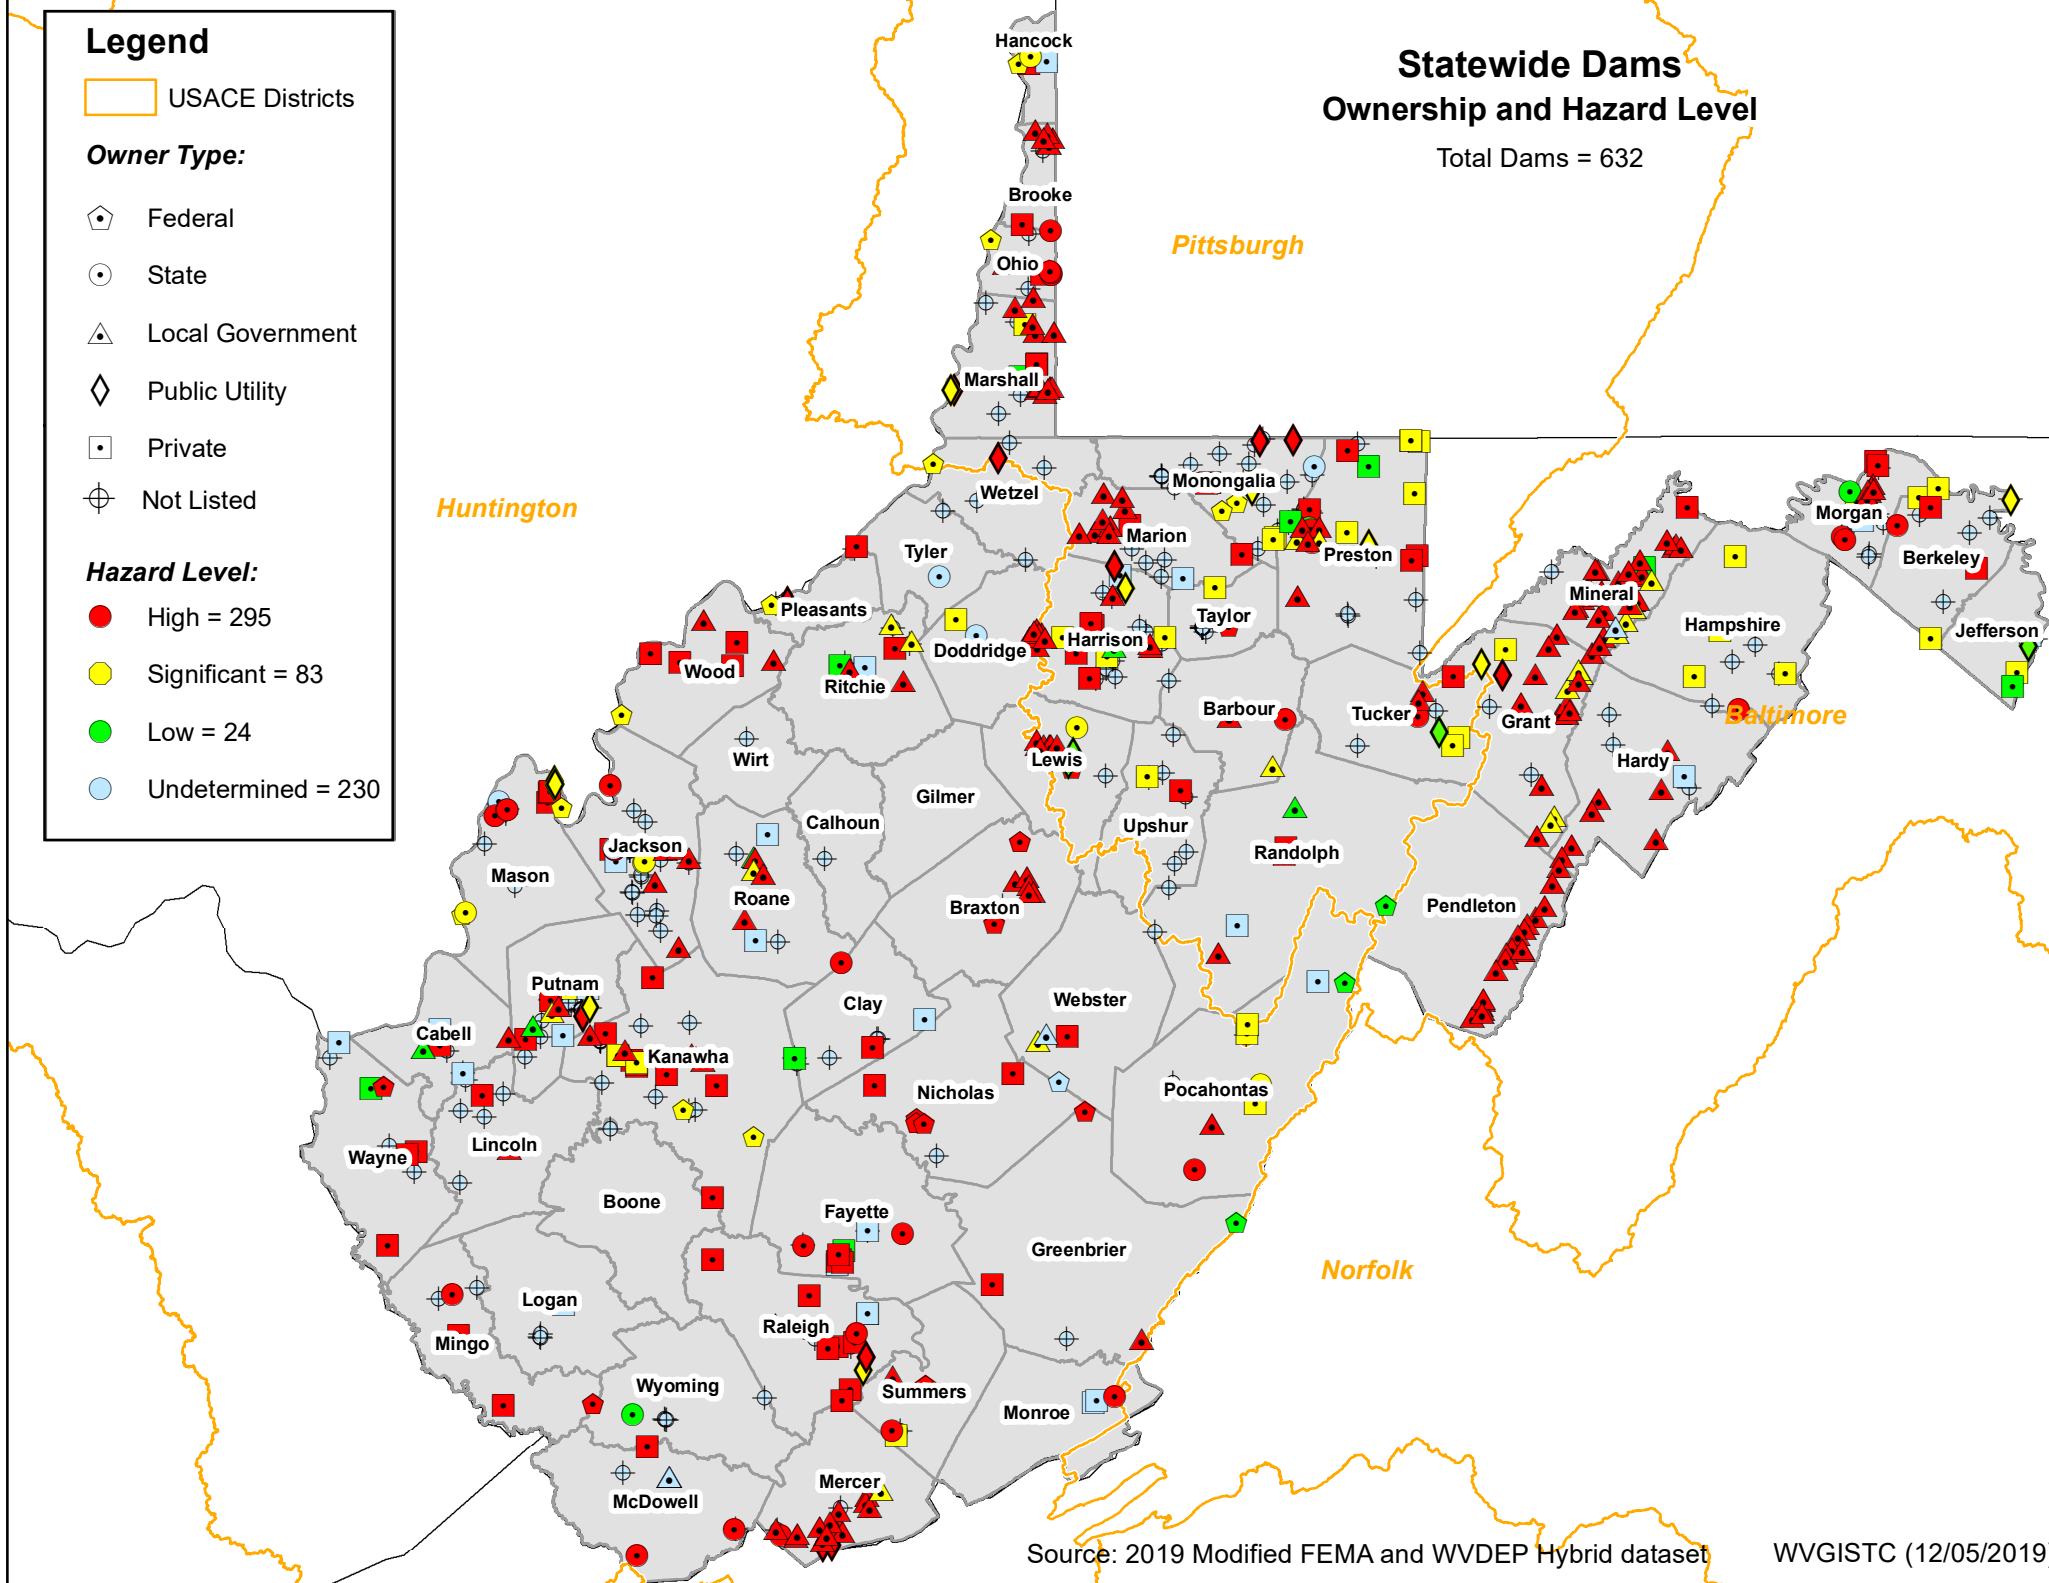 Legend
USACE Districts
Owner Type:
Federal
State
Local Government
Public Utility
Private
Not Listed
Hazard Level:
High = 295
Significant = 83
Low = 24
Undetermined = 230
Statewide Dams
Ownership and Hazard Level
Total Dams = 632
Hancock
Brooke
Pittsburgh
Ohio
Marshall
Huntington
Wetzel
Monongalia
Marion
Preston
Morgan
Berkeley
Tyler
Mineral
Pleasants
Taylor
Hampshire
Jefferson
Doddridge
Harrison
Wood
Ritchie
Barbour
Tucker
Grant
Baltimore
Wirt
Lewis
Hardy
Gilmer
Calhoun
Upshur
Jackson
Randolph
Mason
Roane
Braxton
Pendleton
Putnam
Clay
Webster
Cabell
Kanawha
Nicholas
Pocahontas
Lincoln
Wayne
Boone
Fayette
Greenbrier
Norfolk
Logan
Raleigh
Mingo
Wyoming
Summers
Monroe
Mercer
McDowell
Source: 2019 Modified FEMA and WVDEP Hybrid dataset
WVGISTC (12/05/2019)